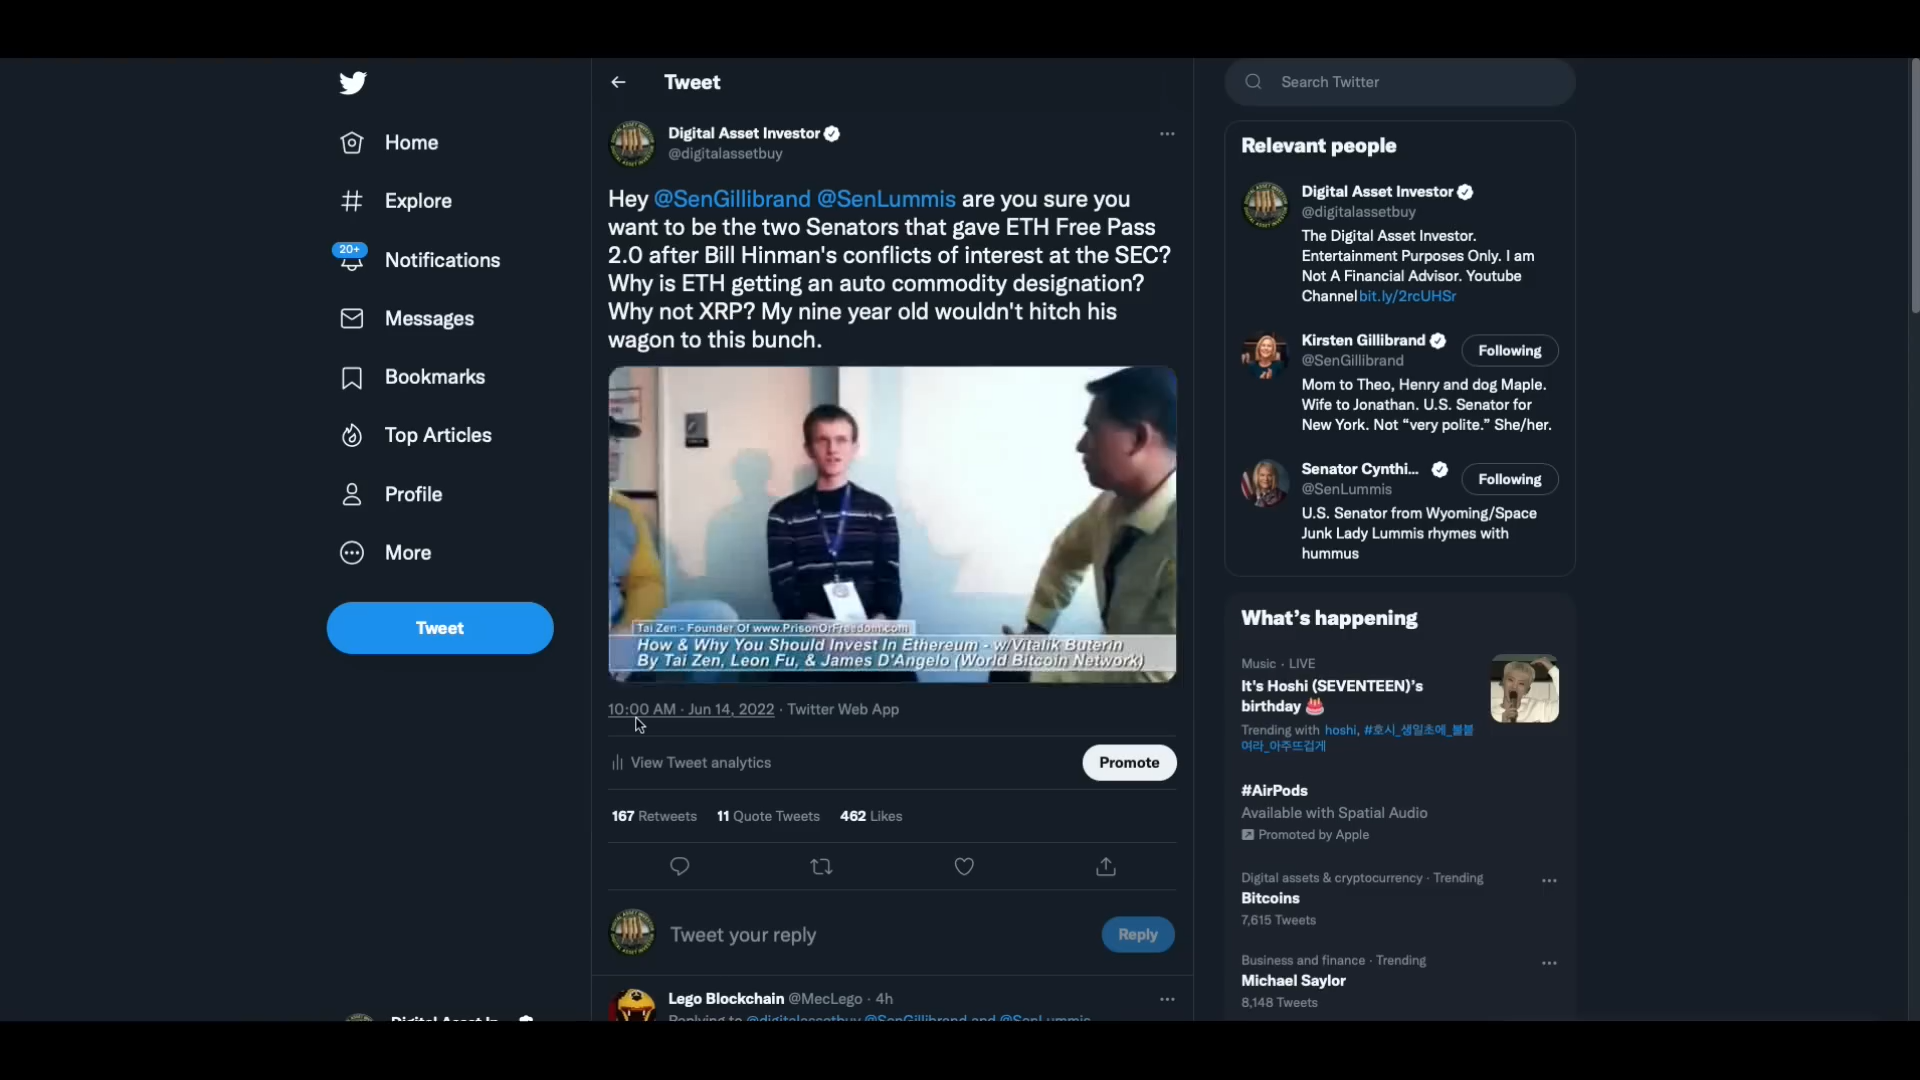 Home
Explore
20+
Notifications
Messages
Bookmarks
Top Articles
Profile
More
Tweet
Tweet
Digital Asset Investor
@digitalassetbuy
Hey @SenGillibrand @SenLummis are you sure you
want to be the two Senators that gave ETH Free Pass
2.0 after Bill Hinman's conflicts of interest at the SEC?
Why is ETH getting an auto commodity designation?
Why not XRP? My nine year old wouldn't hitch his
wagon to this bunch.
Tai Zen - Founder Of www.PrisonOrFreedom.com
How & Why You Should Invest In Ethereum - w/Vitalik Buterin
By Tai Zen, Leon Fu, & James D'Angelo (World Bitcoin Network)
10:00 AM · Jun 14, 2022 · Twitter Web App
View Tweet analytics
Promote
167 Retweets 11 Quote Tweets 462 Likes
Tweet your reply
Reply
Lego Blockchain @MecLego · 4h
Replying to @digitalassetbuy @SenGillibrand and @SenLummis
Search Twitter
Relevant people
Digital Asset Investor
@digitalassetbuy
The Digital Asset Investor.
Entertainment Purposes Only. I am
Not A Financial Advisor. Youtube
Channel bit.ly/2rcUHSr
Kirsten Gillibrand
@SenGillibrand
Following
Mom to Theo, Henry and dog Maple.
Wife to Jonathan. U.S. Senator for
New York. Not “very polite.” She/her.
Senator Cynthi...
@SenLummis
Following
U.S. Senator from Wyoming/Space
Junk Lady Lummis rhymes with
hummus
What’s happening
Music · LIVE
It's Hoshi (SEVENTEEN)’s
birthday
Trending with hoshi, #호시_생일초에_불붙
여라_아주뜨겁게
#AirPods
Available with Spatial Audio
Promoted by Apple
Digital assets & cryptocurrency · Trending
Bitcoins
7,615 Tweets
Business and finance · Trending
Michael Saylor
8,148 Tweets